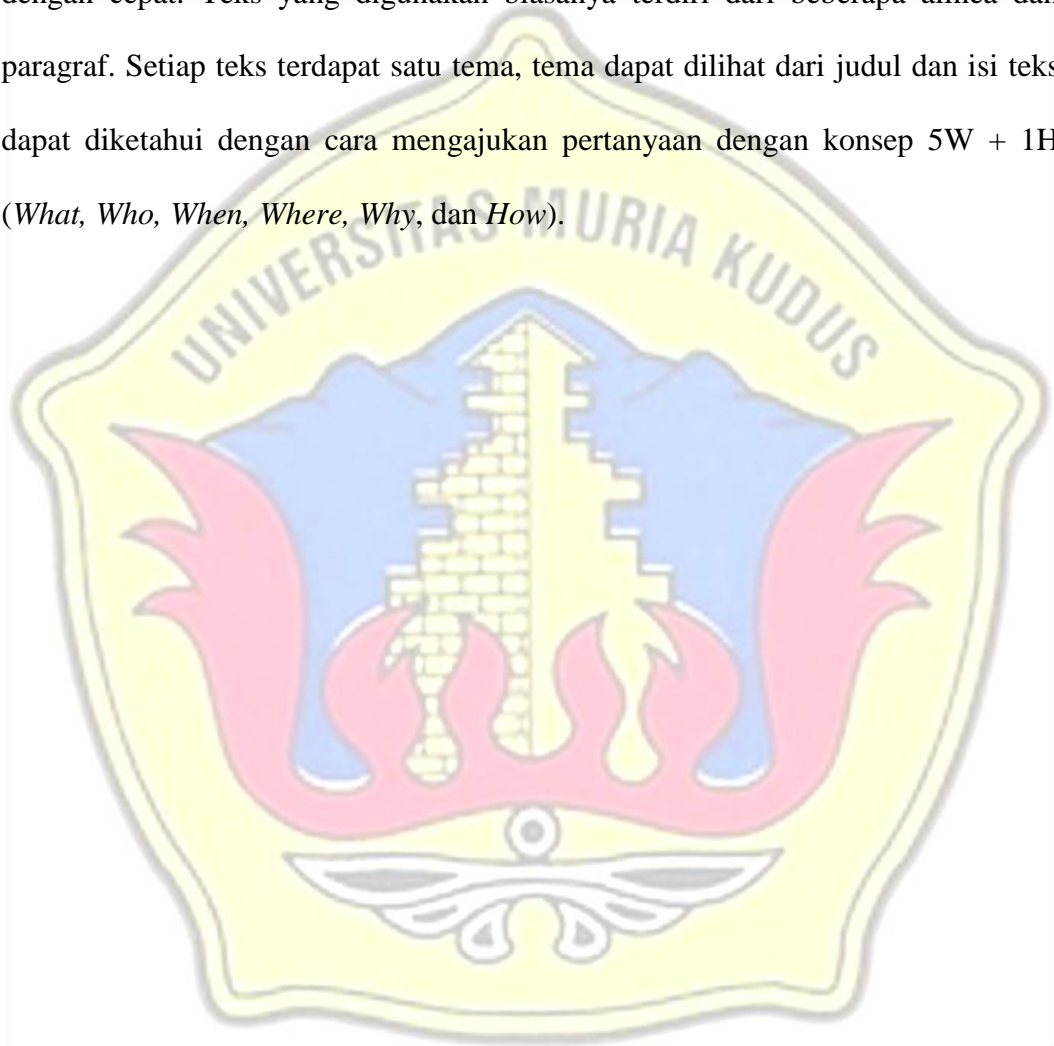 dengan cepat. Teks yang digunakan biasanya terdiri dari beberapa alinea dan
paragraf. Setiap teks terdapat satu tema, tema dapat dilihat dari judul dan isi teks
dapat diketahui dengan cara mengajukan pertanyaan dengan konsep 5W + 1H
(What, Who, When, Where, Why, dan How).
UNIVERSITAS MURIA KUDUS